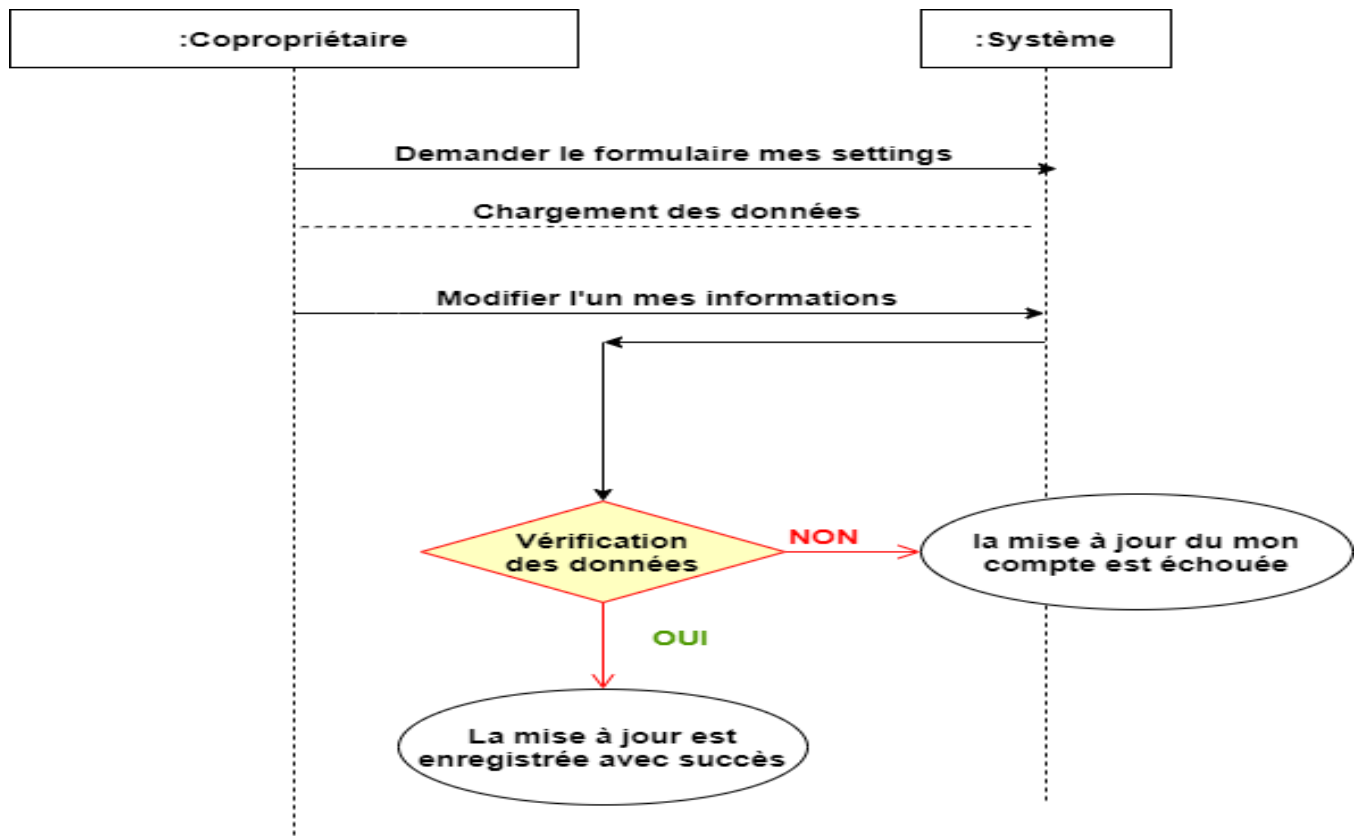 :Copropriétaire
:Système
Demander le formulaire mes settings
Chargement des données
Modifier l'un mes informations
Vérification
des données
NON
la mise à jour du mon
compte est échouée
OUI
La mise à jour est
enregistrée avec succès